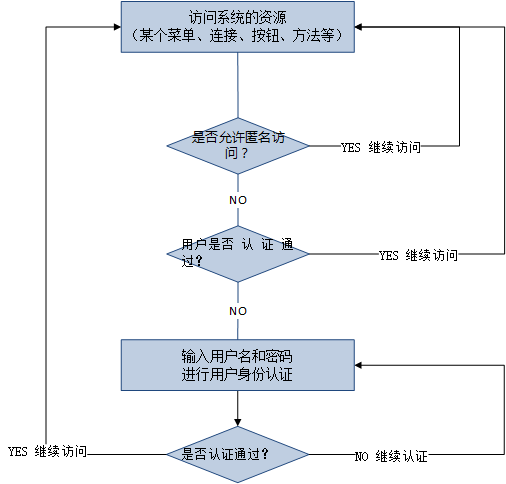 访问系统的资源
（某个菜单、连接、按钮、方法等）
是否允许匿名访
问？
YES 继续访问
NO
用户是否 认 证 通
过？
YES 继续访问
NO
输入用户名和密码
进行用户身份认证
是否认证通过？
YES 继续访问
NO 继续认证